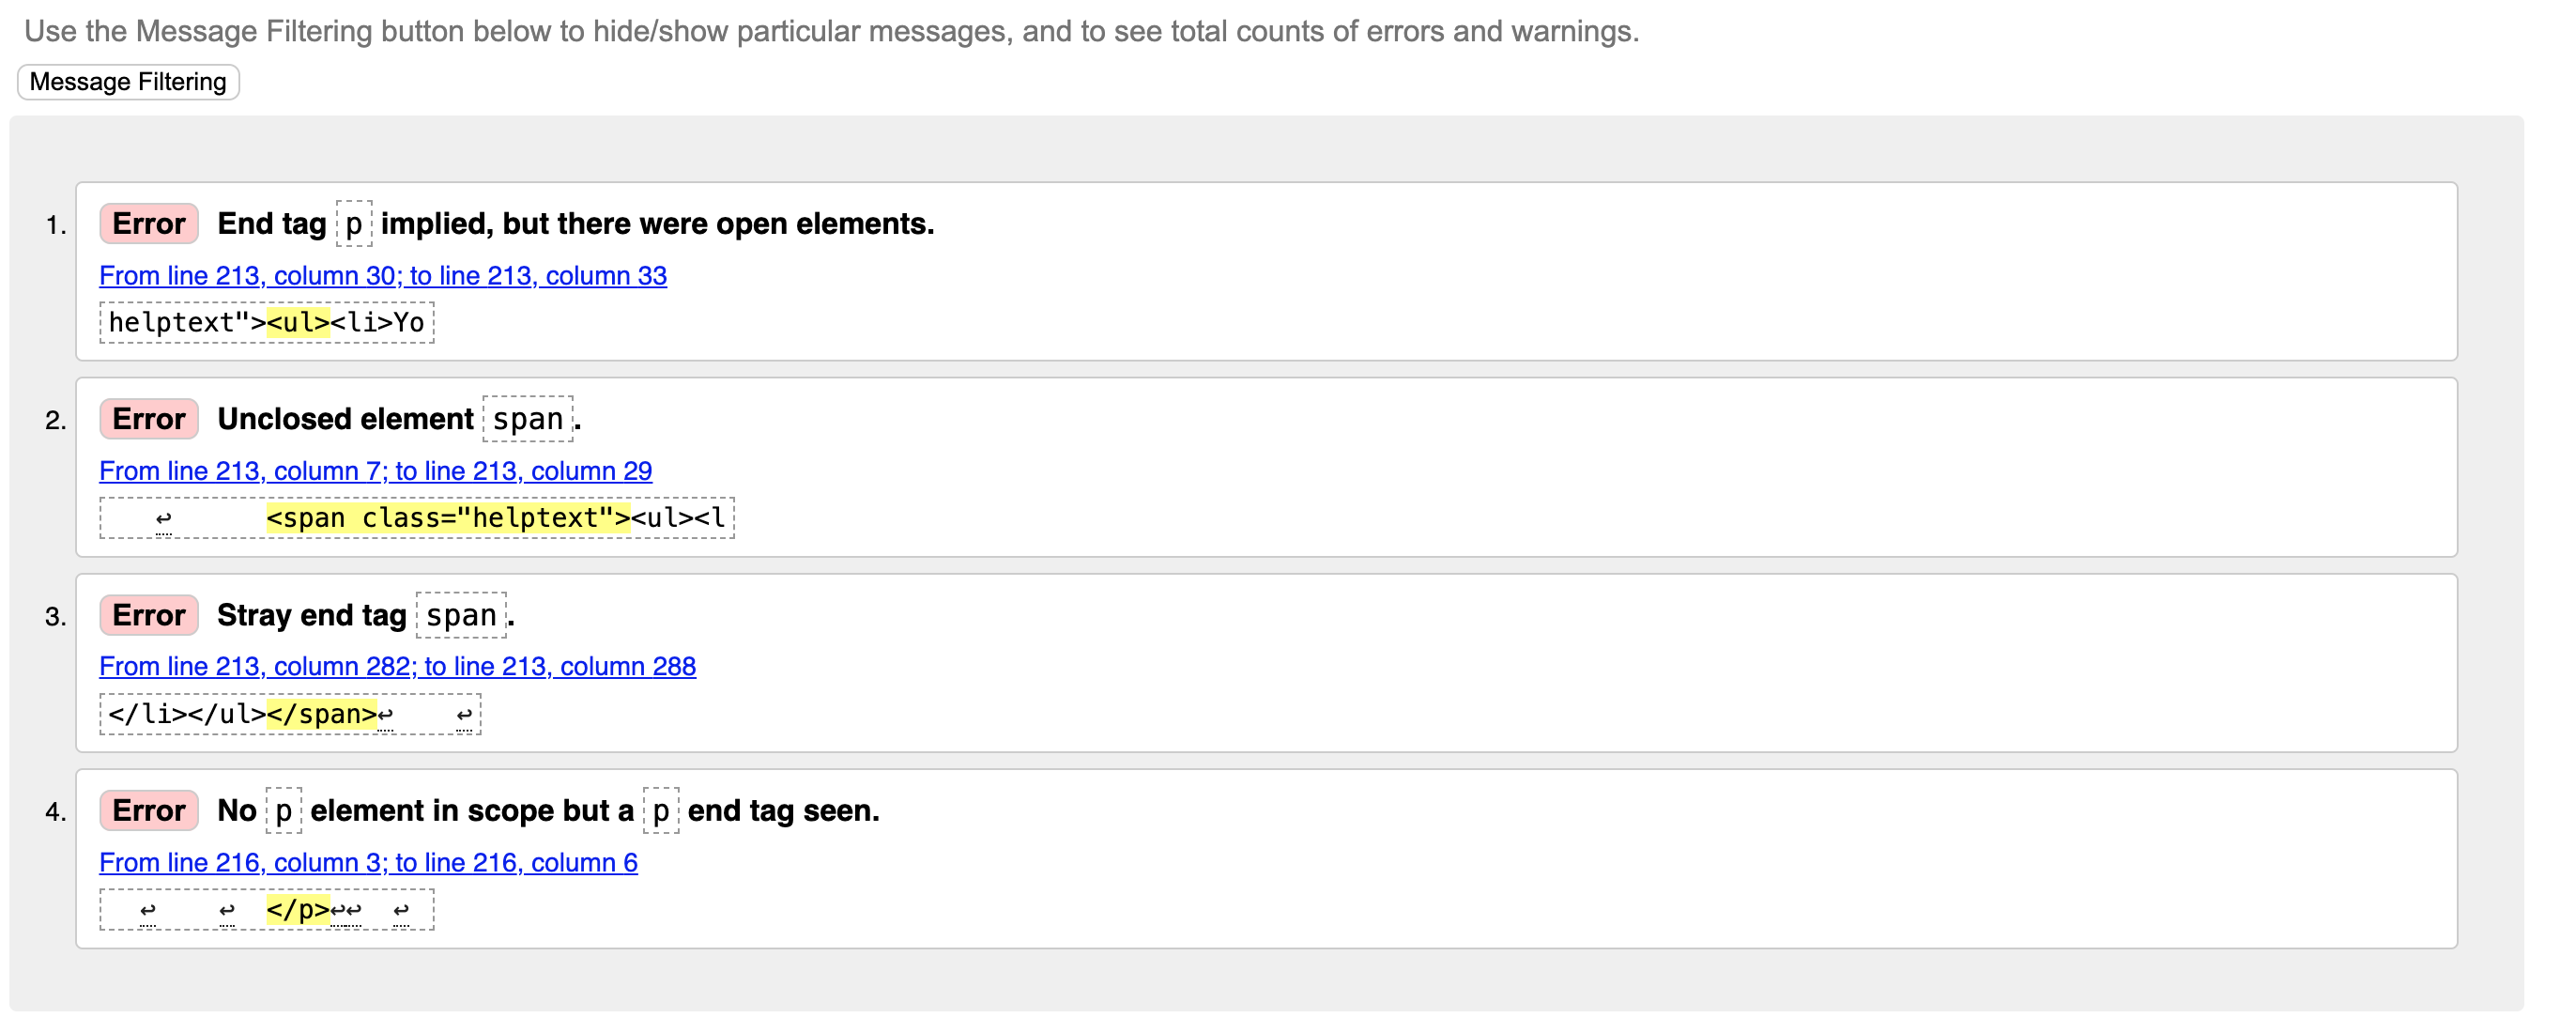 Use the Message Filtering button below to hide/show particular messages, and to see total counts of errors and warnings.
Message Filtering
1. Error End tag p implied, but there were open elements.
From line 213, column 30; to line 213, column 33
helptext"><ul><li>Yo
2. Error Unclosed element span.
From line 213, column 7; to line 213, column 29
↩ <span class="helptext"><ul><l
3. Error Stray end tag span.
From line 213, column 282; to line 213, column 288
</li></ul></span>↩ ↩
4. Error No p element in scope but a p end tag seen.
From line 216, column 3; to line 216, column 6
↩ ↩ </p>↩↩ ↩